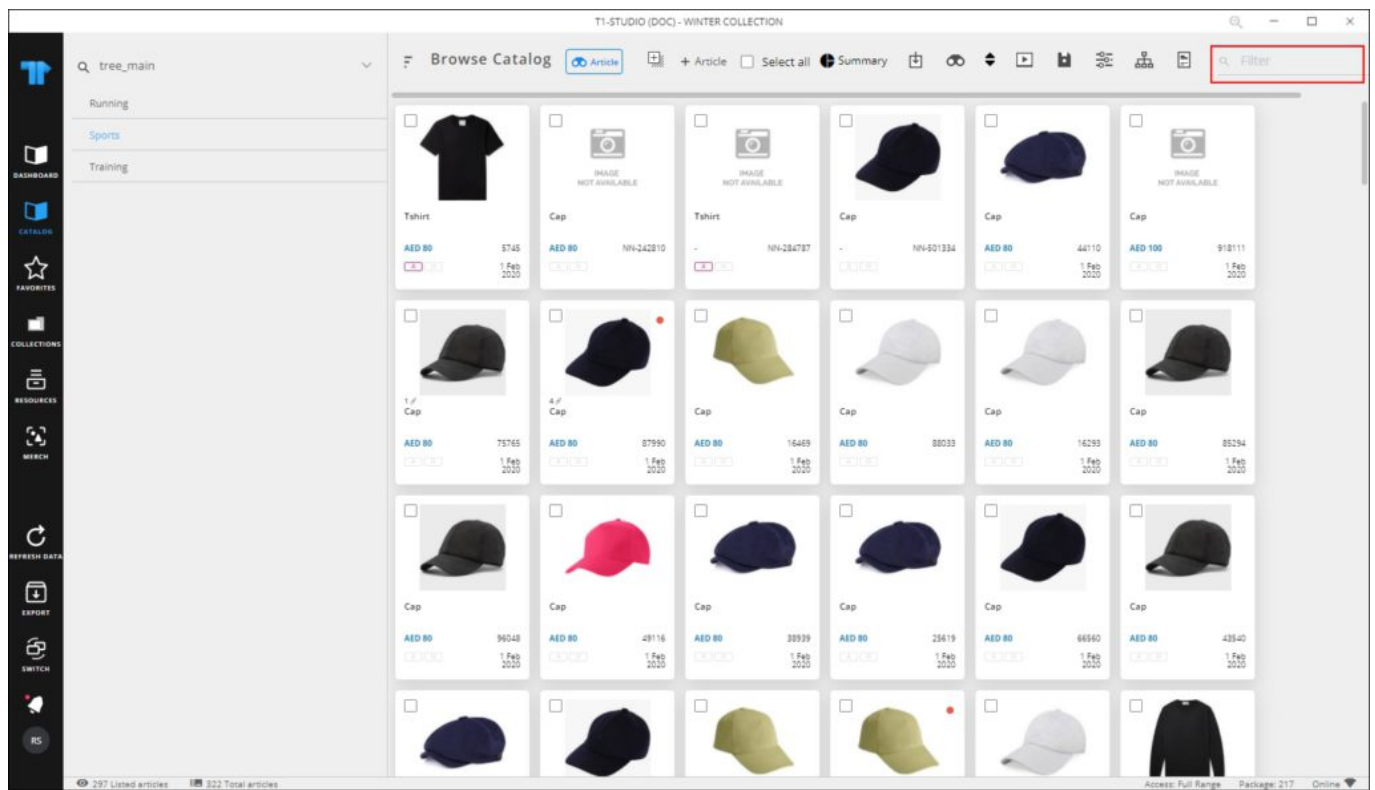 T1-STUDIO (DOC) - WINTER COLLECTION
tree_main
Browse Catalog
Article
+ Article
Select all
Summary
Filter
Running
Sports
Training
DASHBOARD
CATALOG
FAVORITES
COLLECTIONS
RESOURCES
MERCH
REFRESH DATA
EXPORT
SWITCH
RS
IMAGE NOT AVAILABLE
IMAGE NOT AVAILABLE
IMAGE NOT AVAILABLE
Tshirt Cap Tshirt Cap Cap Cap
AED 80 5745 AED 80 NN-242810 - NN-284787 - NN-501334 AED 80 44110 AED 100 918111
A 1 Feb 2020 A 1 Feb 2020 1 Feb 2020
1 4
Cap Cap Cap Cap Cap Cap
AED 80 75765 AED 80 87990 AED 80 16469 AED 80 88033 AED 80 16293 AED 80 85294
1 Feb 2020 1 Feb 2020 1 Feb 2020 1 Feb 2020 1 Feb 2020
Cap Cap Cap Cap Cap Cap
AED 80 96048 AED 80 49116 AED 80 38939 AED 80 25619 AED 80 66560 AED 80 43540
1 Feb 2020 1 Feb 2020 1 Feb 2020 1 Feb 2020 1 Feb 2020 1 Feb 2020
297 Listed articles 322 Total articles
Access: Full Range Package: 217 Online